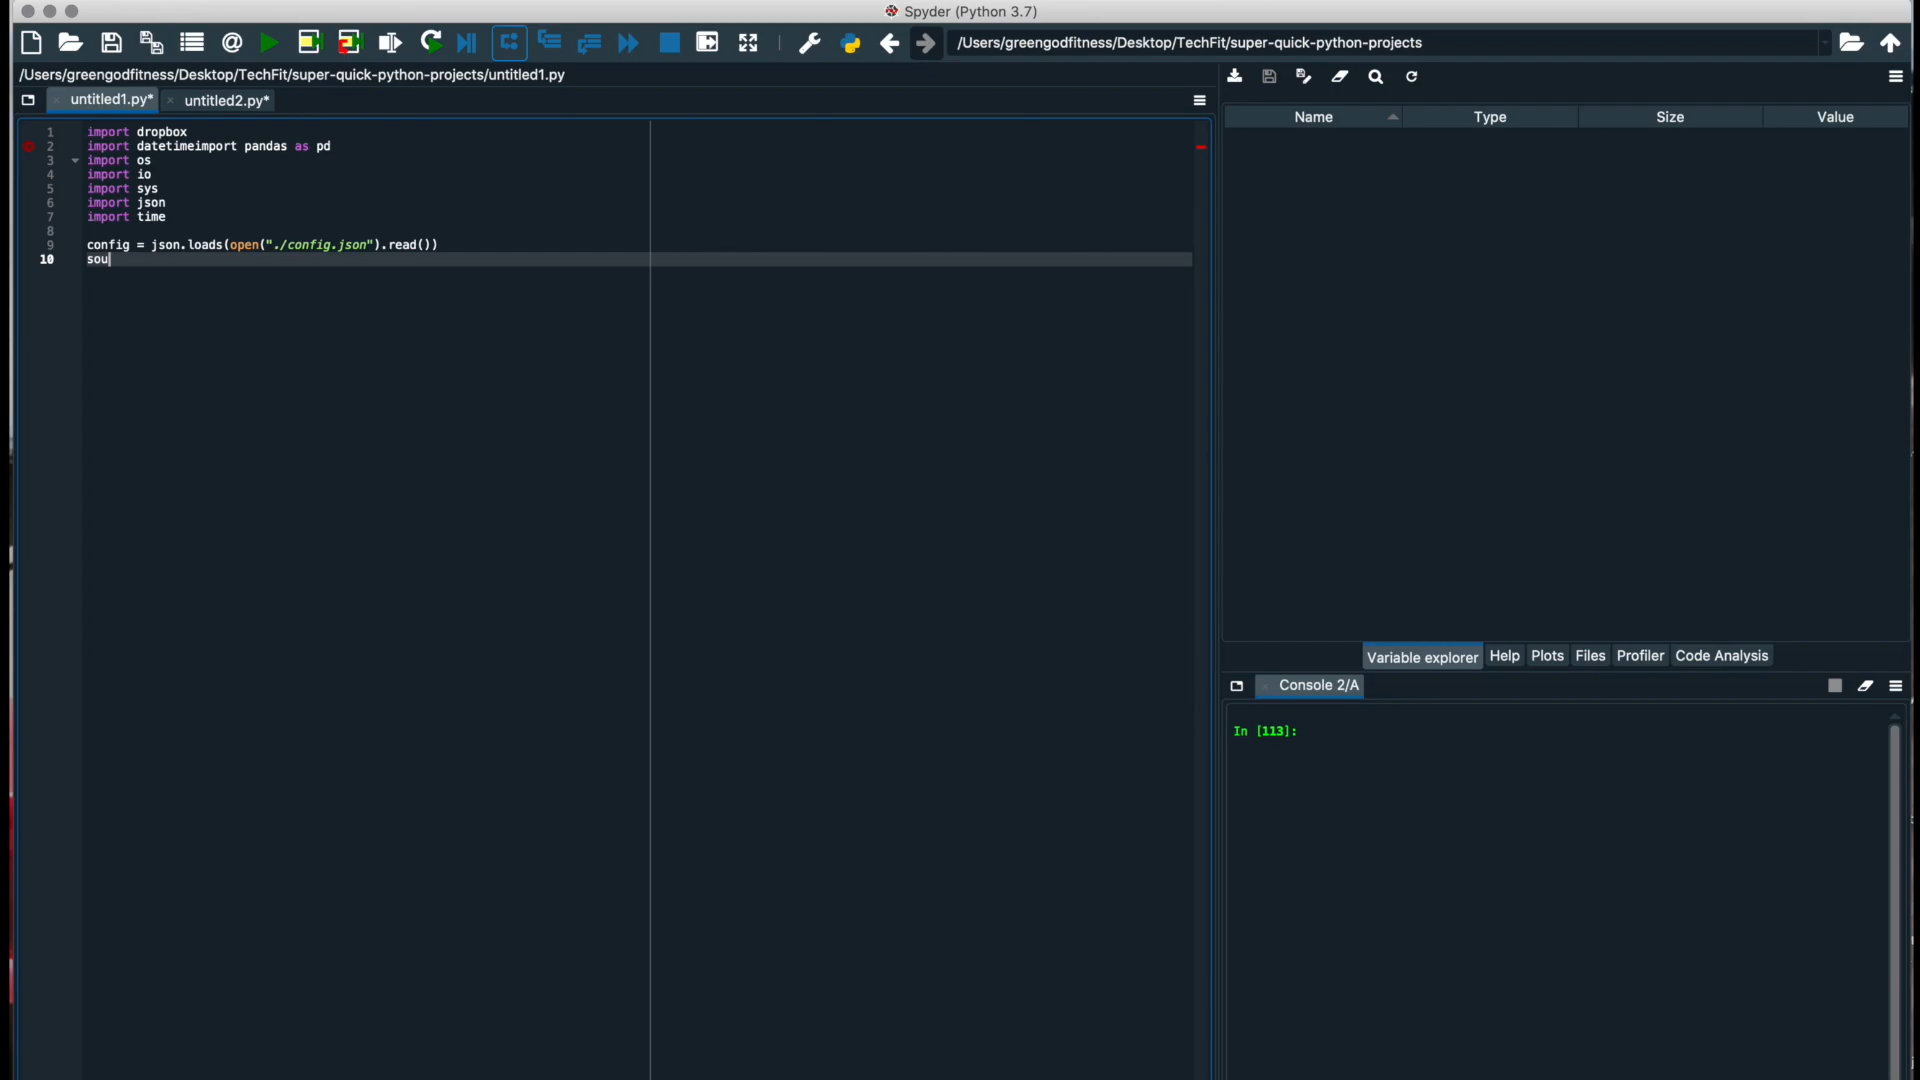 Spyder (Python 3.7)
/Users/greengodfitness/Desktop/TechFit/super-quick-python-projects
/Users/greengodfitness/Desktop/TechFit/super-quick-python-projects/untitled1.py
untitled1.py*
untitled2.py*
1 import dropbox
2 import datetimeimport pandas as pd
3 import os
4 import io
5 import sys
6 import json
7 import time
8
9 config = json.loads(open("./config.json").read())
10 sou
Name Type Size Value
Variable explorer Help Plots Files Profiler Code Analysis
Console 2/A
In [113]: